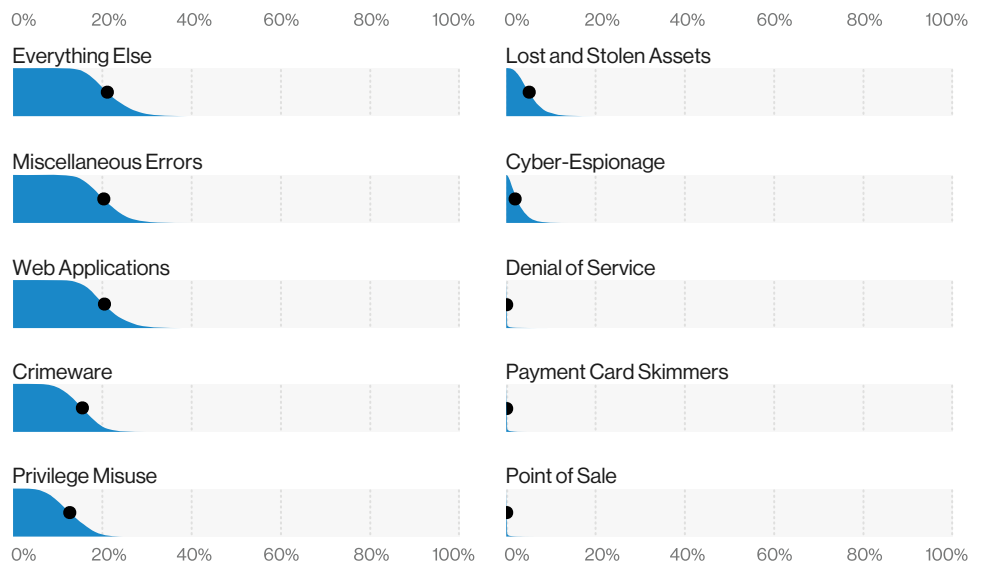 0% 20% 40% 60% 80% 100%
Everything Else
Miscellaneous Errors
Web Applications
Crimeware
Privilege Misuse
0% 20% 40% 60% 80% 100%
0% 20% 40% 60% 80% 100%
Lost and Stolen Assets
Cyber-Espionage
Denial of Service
Payment Card Skimmers
Point of Sale
0% 20% 40% 60% 80% 100%